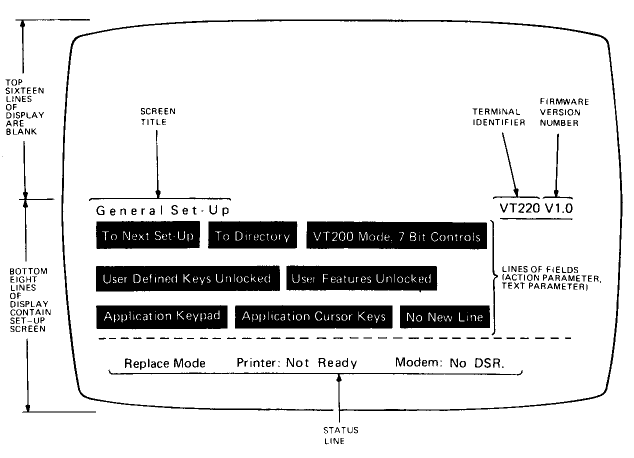 TOP
SIXTEEN
LINES
OF
DISPLAY
ARE
BLANK
SCREEN
TITLE
TERMINAL
IDENTIFIER
FIRMWARE
VERSION
NUMBER
General Set-Up
VT220 V1.0
To Next Set-Up To Directory VT200 Mode, 7 Bit Controls
User Defined Keys Unlocked User Features Unlocked
Application Keypad Application Cursor Keys No New Line
LINES OF FIELDS
(ACTION PARAMETER,
TEXT PARAMETER)
BOTTOM
EIGHT
LINES
OF
DISPLAY
CONTAIN
SET-UP
SCREEN
Replace Mode Printer: Not Ready Modem: No DSR.
STATUS
LINE